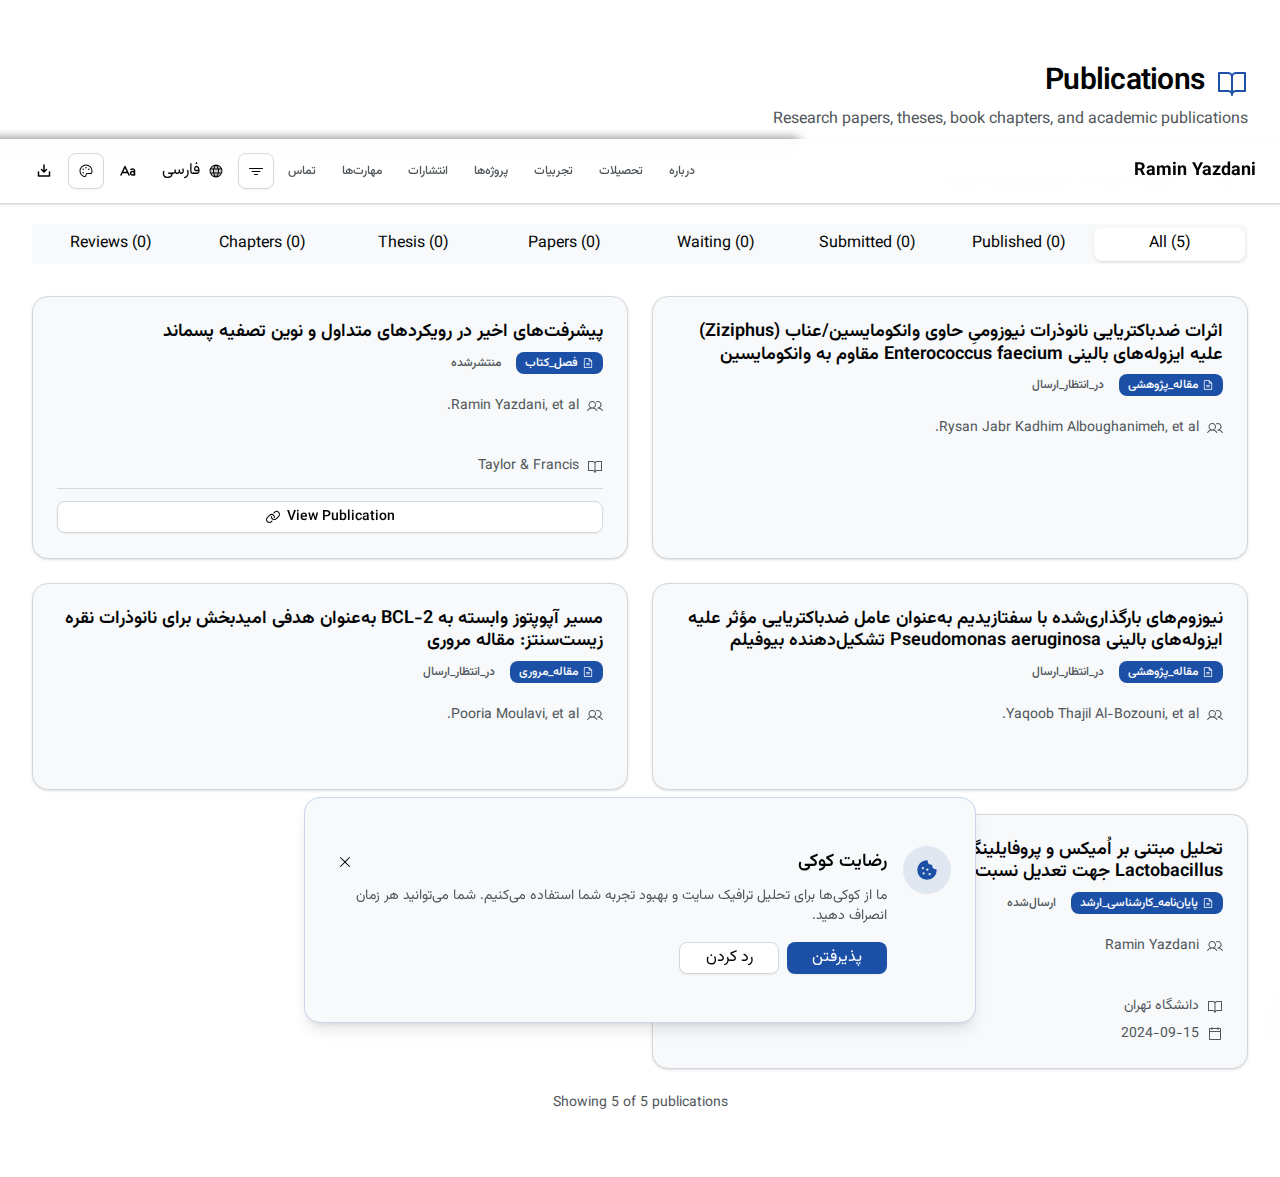 Publications
Research papers, theses, book chapters, and academic publications
Ramin Yazdani
درباره
تحصیلات
تجربیات
پروژه‌ها
انتشارات
مهارت‌ها
تماس
فارسی
Aa
All (5)
Published (0)
Submitted (0)
Waiting (0)
Papers (0)
Thesis (0)
Chapters (0)
Reviews (0)
اثرات ضدباکتریایی نانوذرات نیوزومیِ حاوی وانکومایسین/عناب (Ziziphus)
علیه ایزوله‌های بالینی Enterococcus faecium مقاوم به وانکومایسین
مقاله_پژوهشی
در_انتظار_ارسال
Rysan Jabr Kadhim Alboughanimeh, et al.
پیشرفت‌های اخیر در رویکردهای متداول و نوین تصفیه پسماند
فصل_کتاب
منتشرشده
Ramin Yazdani, et al.
Taylor & Francis
View Publication
نیوزوم‌های بارگذاری‌شده با سفتازیدیم به‌عنوان عامل ضدباکتریایی مؤثر علیه
ایزوله‌های بالینی Pseudomonas aeruginosa تشکیل‌دهنده بیوفیلم
مقاله_پژوهشی
در_انتظار_ارسال
Yaqoob Thajil Al-Bozouni, et al.
مسیر آپوپتوز وابسته به BCL-2 به‌عنوان هدفی امیدبخش برای نانوذرات نقره
زیست‌سنتز: مقاله مروری
مقاله_مروری
در_انتظار_ارسال
Pooria Moulavi, et al.
تحلیل مبتنی بر اُمیکس و پروفایلینگ
Lactobacillus جهت تعدیل نسبت
پایان‌نامه_کارشناسی_ارشد
ارسال‌شده
Ramin Yazdani
دانشگاه تهران
2024-09-15
رضایت کوکی
ما از کوکی‌ها برای تحلیل ترافیک سایت و بهبود تجربه شما استفاده می‌کنیم. شما می‌توانید هر زمان
انصراف دهید.
پذیرفتن
رد کردن
Showing 5 of 5 publications